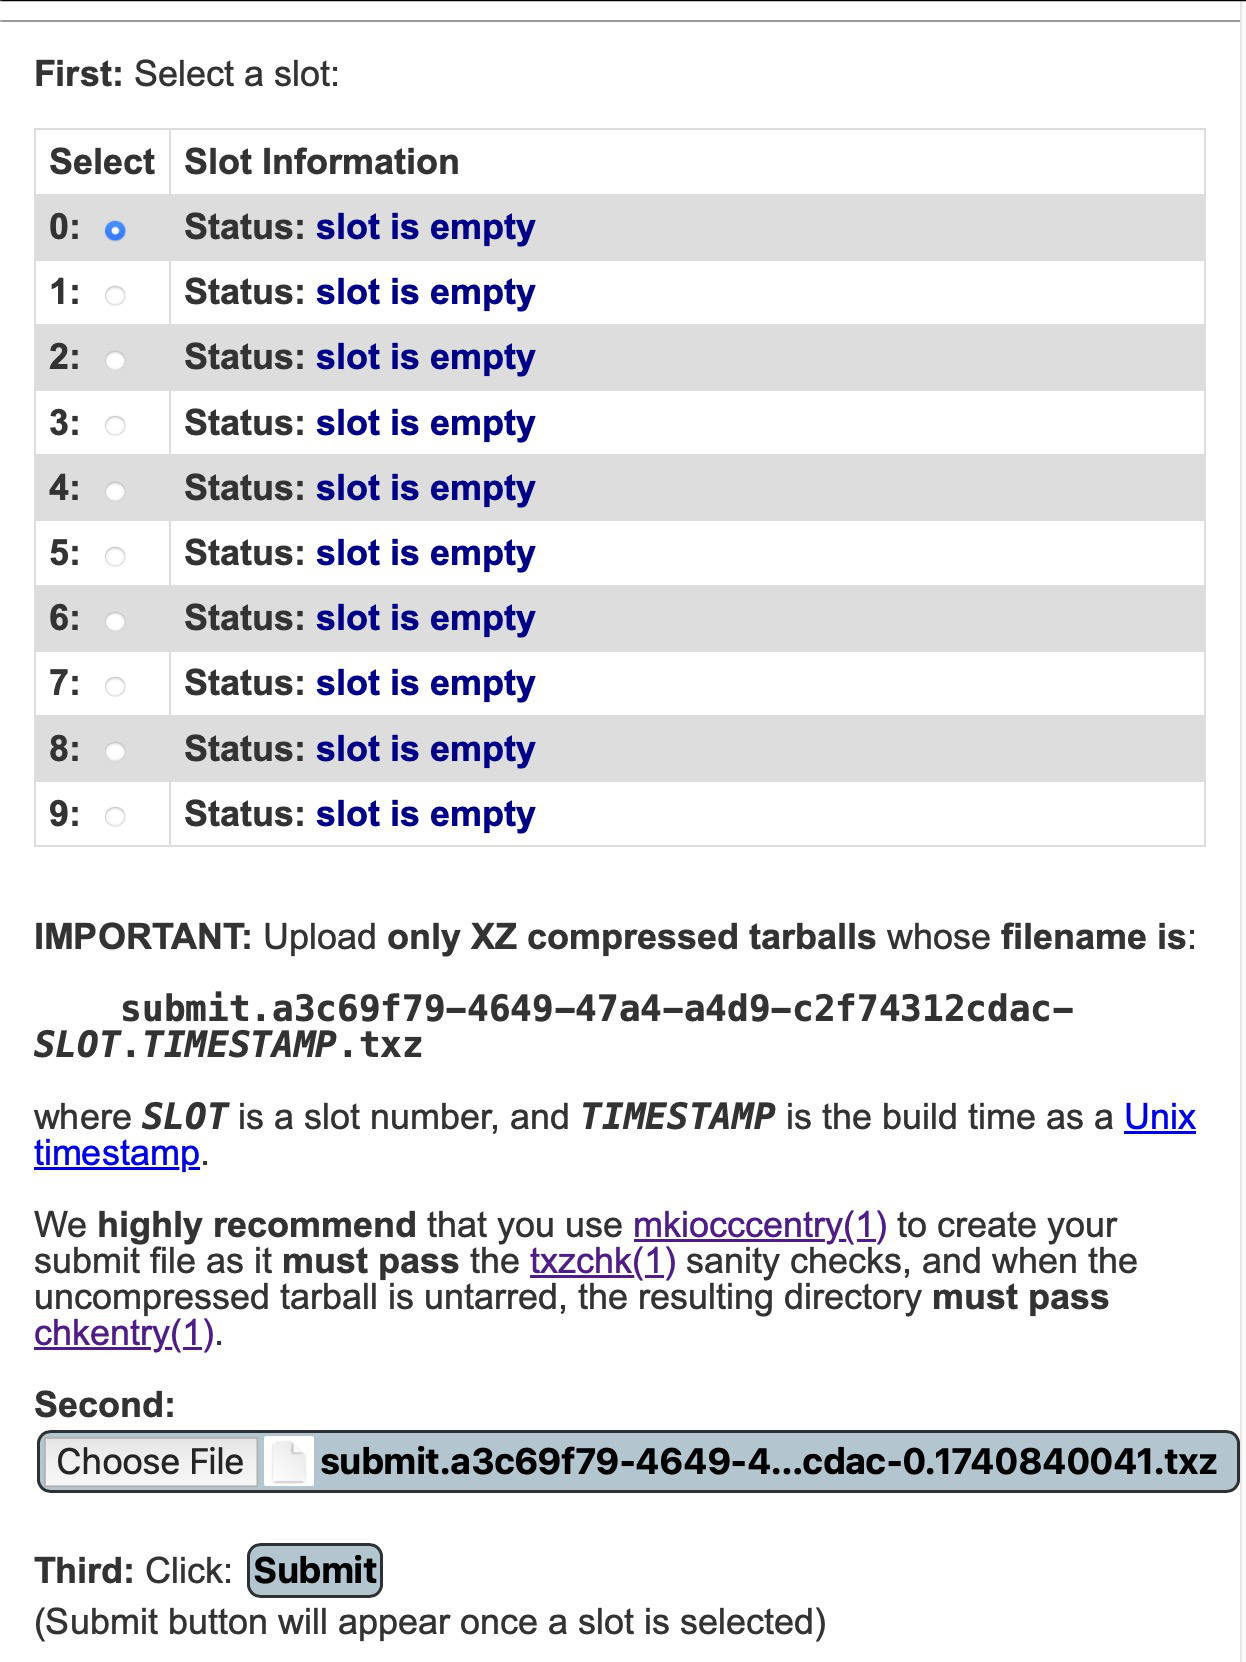 First: Select a slot:
Select Slot Information
0: Status: slot is empty
1: Status: slot is empty
2: Status: slot is empty
3: Status: slot is empty
4: Status: slot is empty
5: Status: slot is empty
6: Status: slot is empty
7: Status: slot is empty
8: Status: slot is empty
9: Status: slot is empty
IMPORTANT: Upload only XZ compressed tarballs whose filename is:
submit.a3c69f79-4649-47a4-a4d9-c2f74312cdac-
SLOT.TIMESTAMP.txz
where SLOT is a slot number, and TIMESTAMP is the build time as a Unix
timestamp.
We highly recommend that you use mkiocccentry(1) to create your
submit file as it must pass the txzchk(1) sanity checks, and when the
uncompressed tarball is untarred, the resulting directory must pass
chkentry(1).
Second:
Choose File submit.a3c69f79-4649-4...cdac-0.1740840041.txz
Third: Click: Submit
(Submit button will appear once a slot is selected)